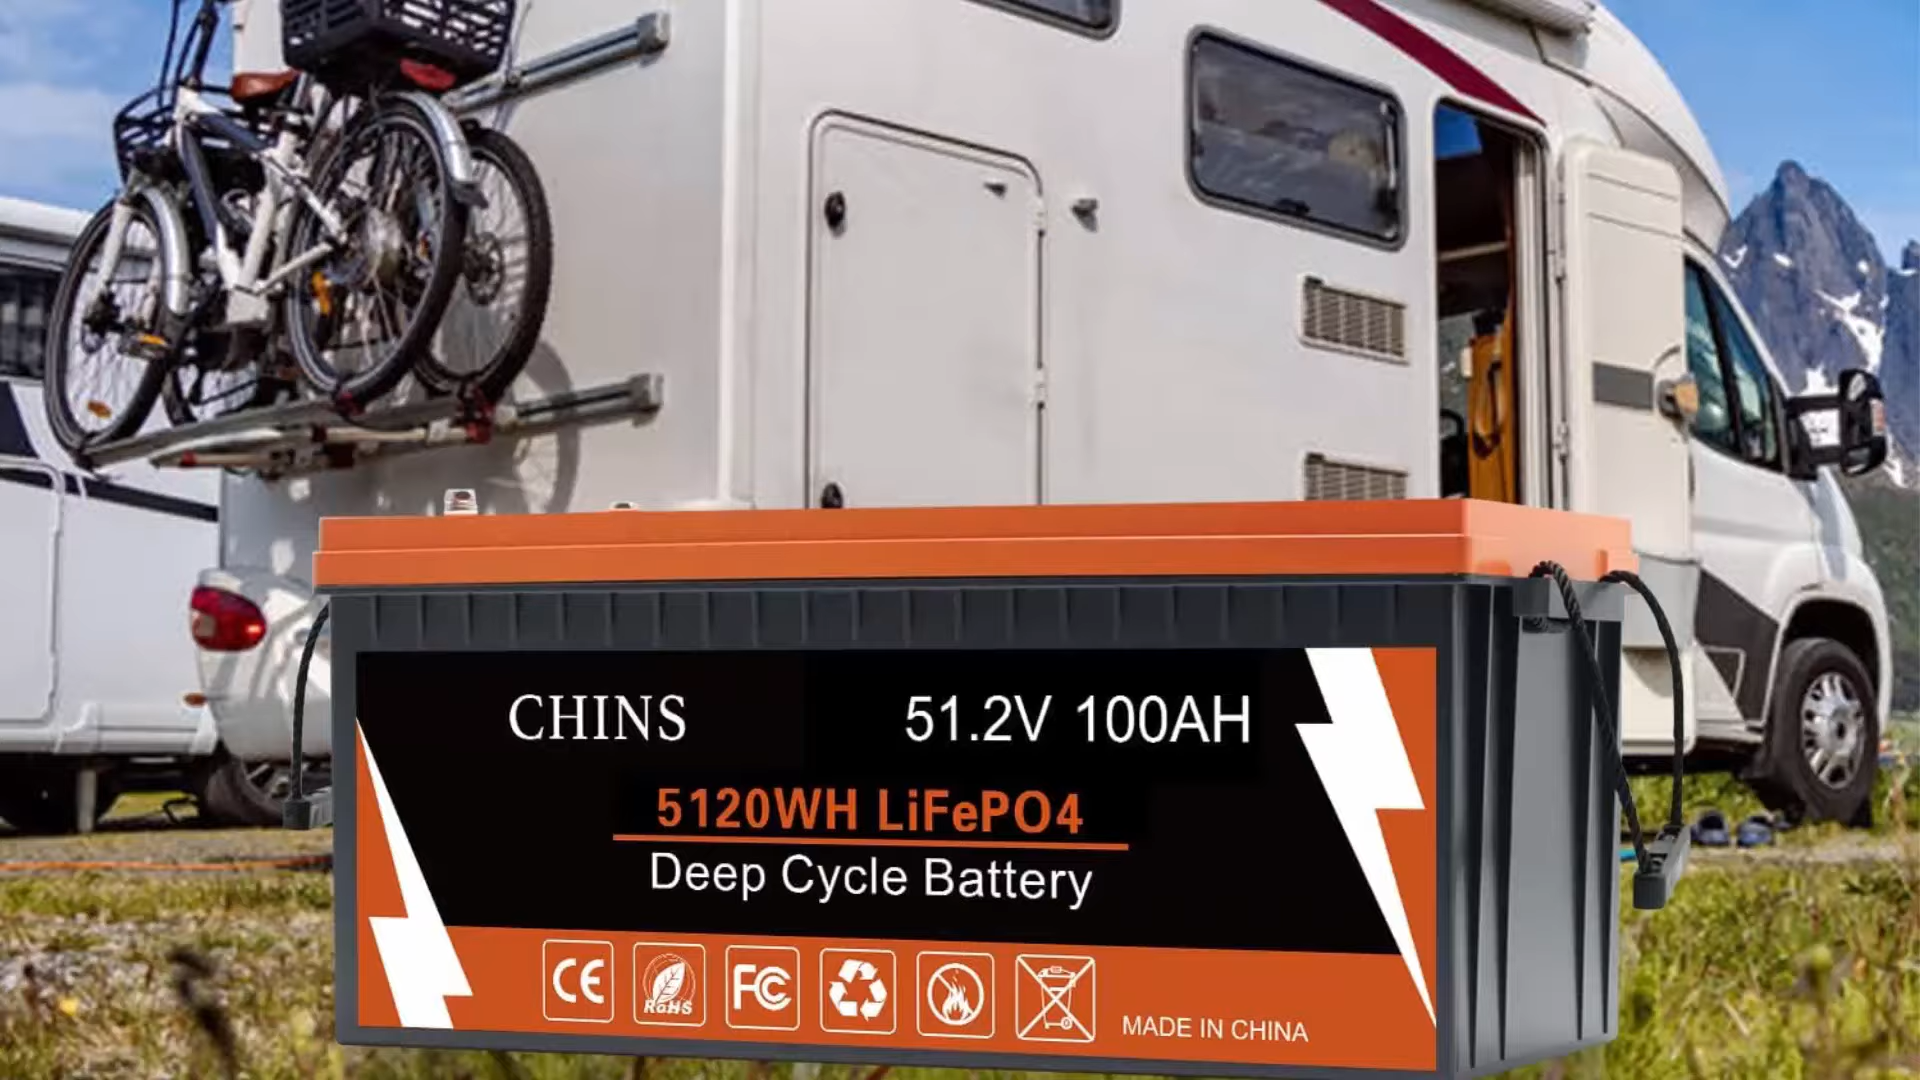 CHINS
51.2V 100AH
5120WH LiFePO4
Deep Cycle Battery
CE
RoHS
FC
MADE IN CHINA